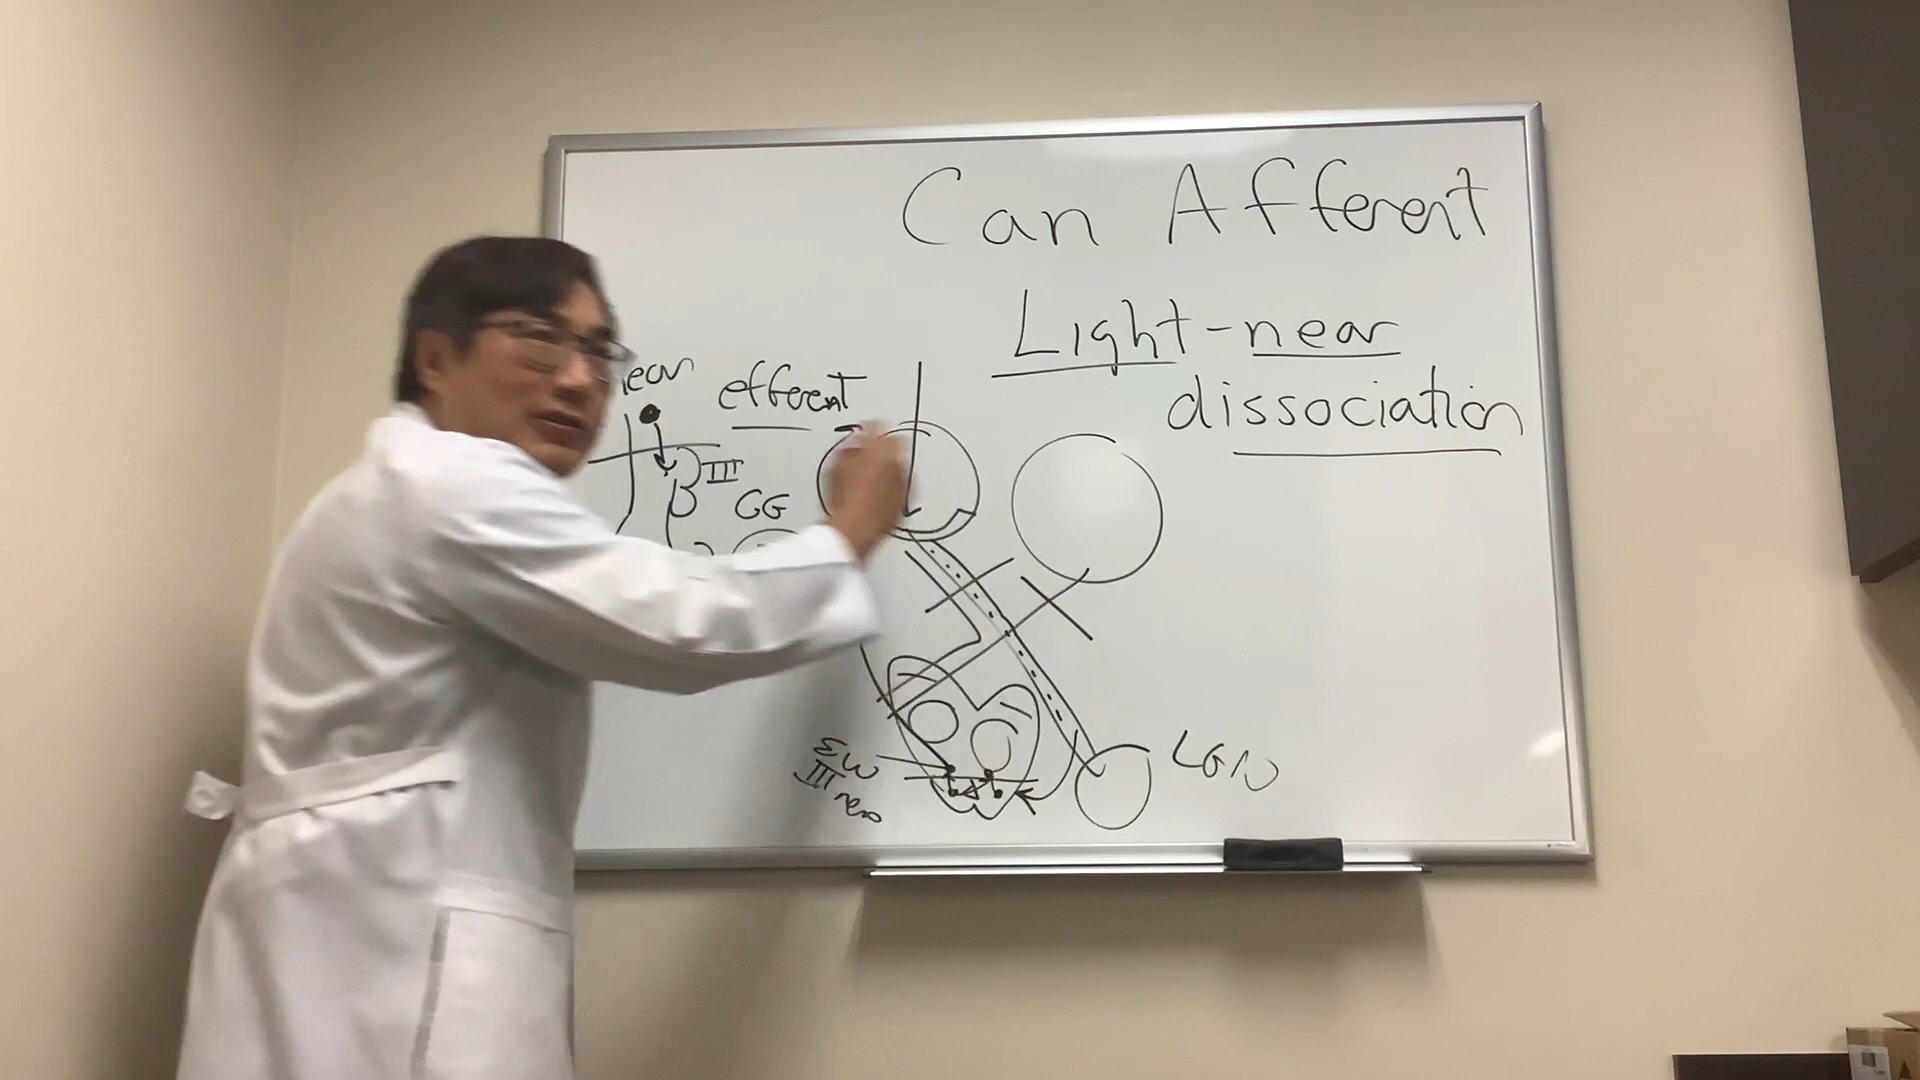 Can Afferent
Light-near
dissociation
near efferent
III
CG
EW
III
LGN